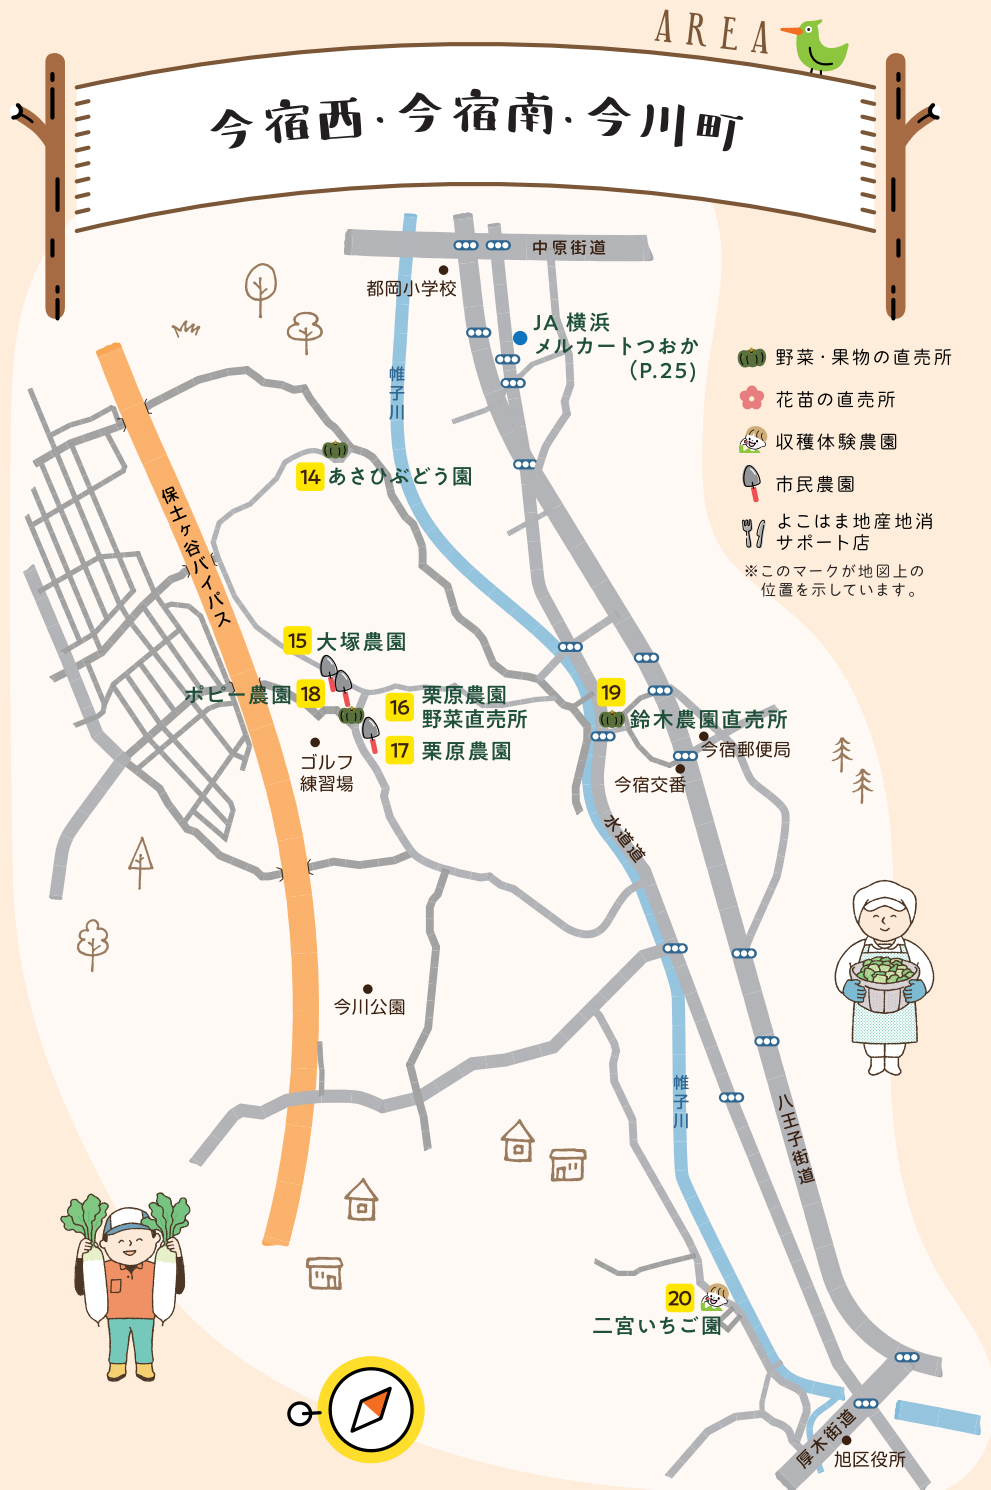 AREA
今宿西・今宿南・今川町
中原街道
都岡小学校
JA 横浜
メルカートつおか
(P.25)
帷子川
野菜・果物の直売所
花苗の直売所
収穫体験農園
市民農園
よこはま地産地消
サポート店
※このマークが地図上の
位置を示しています。
14 あさひぶどう園
保土ヶ谷バイパス
15 大塚農園
ポピー農園 18
16 栗原農園
野菜直売所
17 栗原農園
19
鈴木農園直売所
今宿郵便局
今宿交番
ゴルフ
練習場
水道道
今川公園
帷子川
八王子街道
20
二宮いちご園
厚木街道
旭区役所